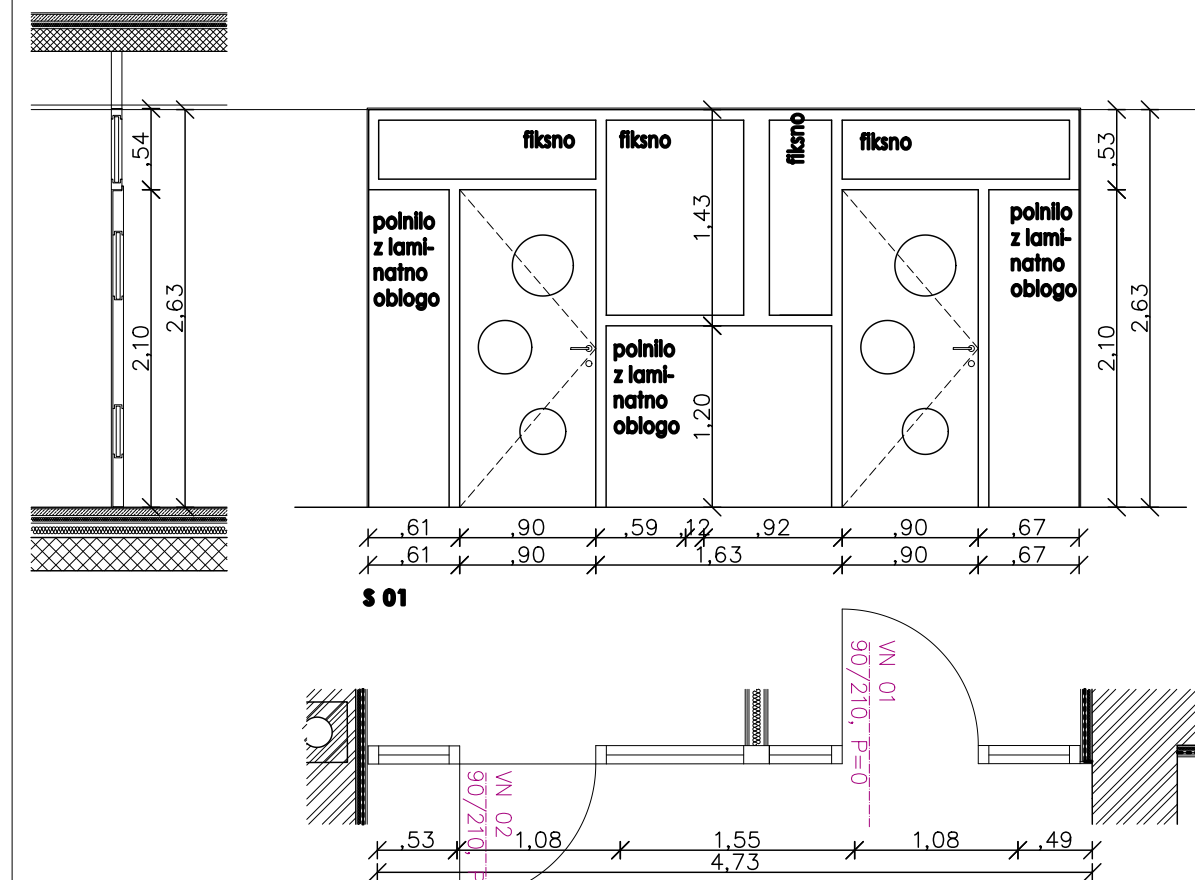 ,54
2,10
2,63
fiksno
fiksno
fiksno
fiksno
polnilo
z lami-
natno
oblogo
1,43
polnilo
z lami-
natno
oblogo
1,20
polnilo
z lami-
natno
oblogo
,53
2,10
2,63
,61 ,90 ,59 ,12 ,92 ,90 ,67
,61 ,90 1,63 ,90 ,67
S 01
VN 01
90/210, P=0
VN 02
90/210, P
,53 1,08 1,55 1,08 ,49
4,73